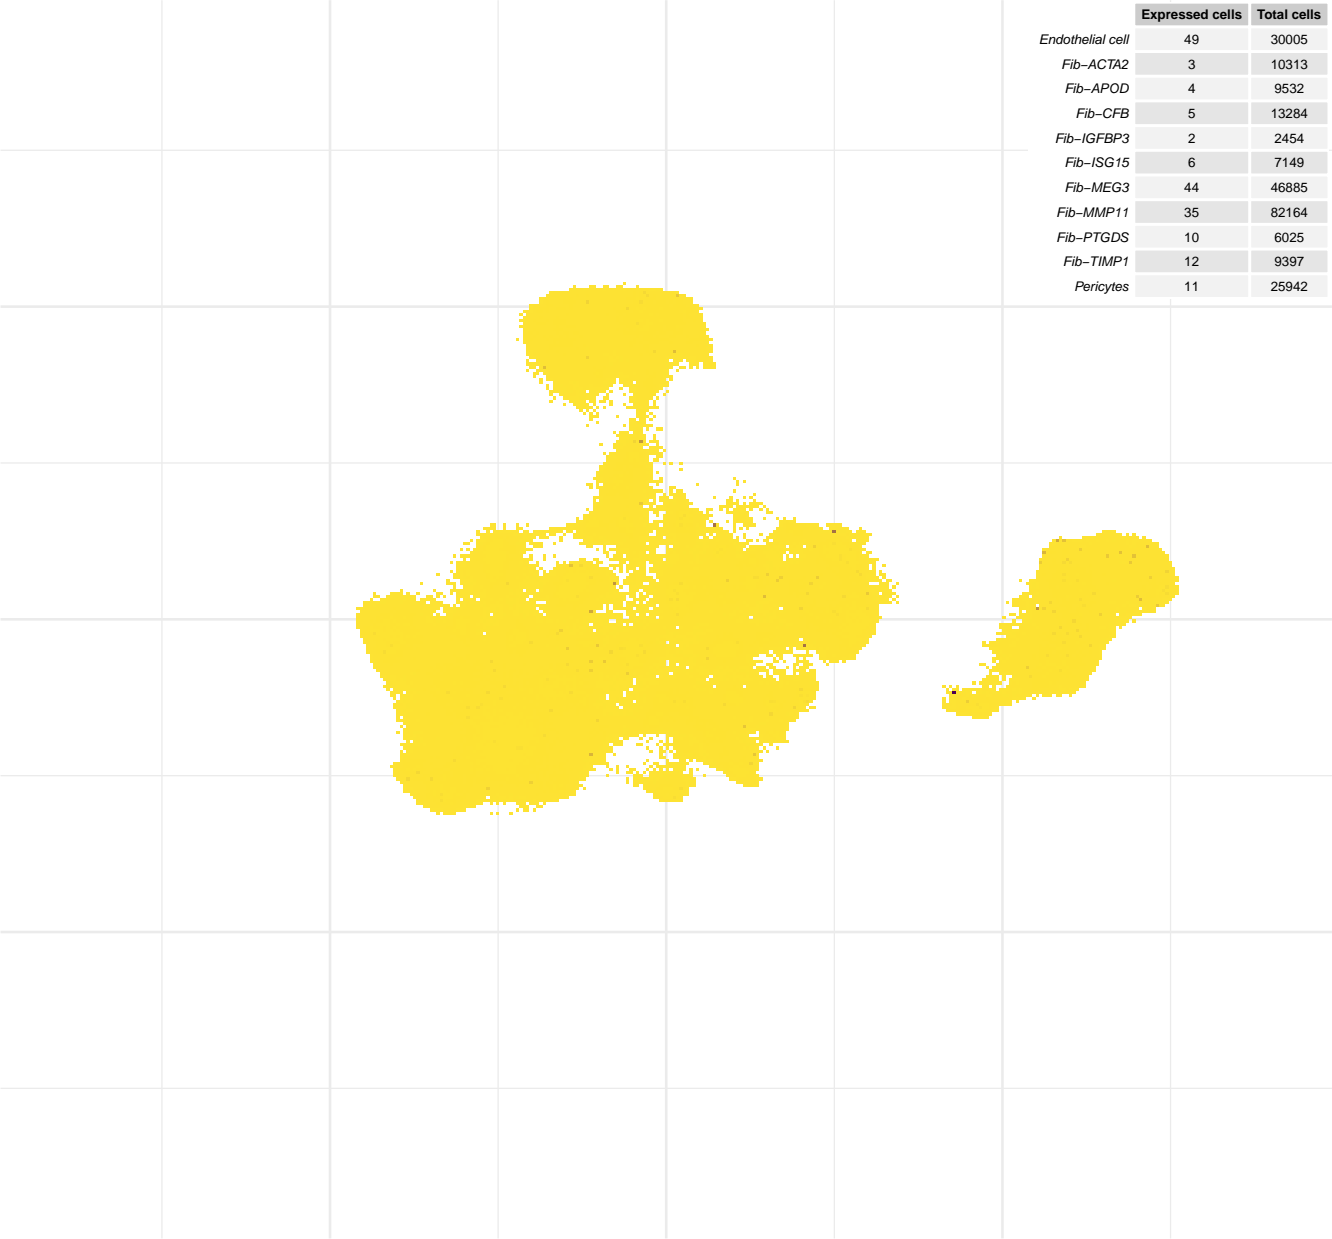 Expressed cells Total cells
Endothelial cell 49 30005
Fib−ACTA2 3 10313
Fib−APOD 4 9532
Fib−CFB 5 13284
Fib−IGFBP3 2 2454
Fib−ISG15 6 7149
Fib−MEG3 44 46885
Fib−MMP11 35 82164
Fib−PTGDS 10 6025
Fib−TIMP1 12 9397
Pericytes 11 25942